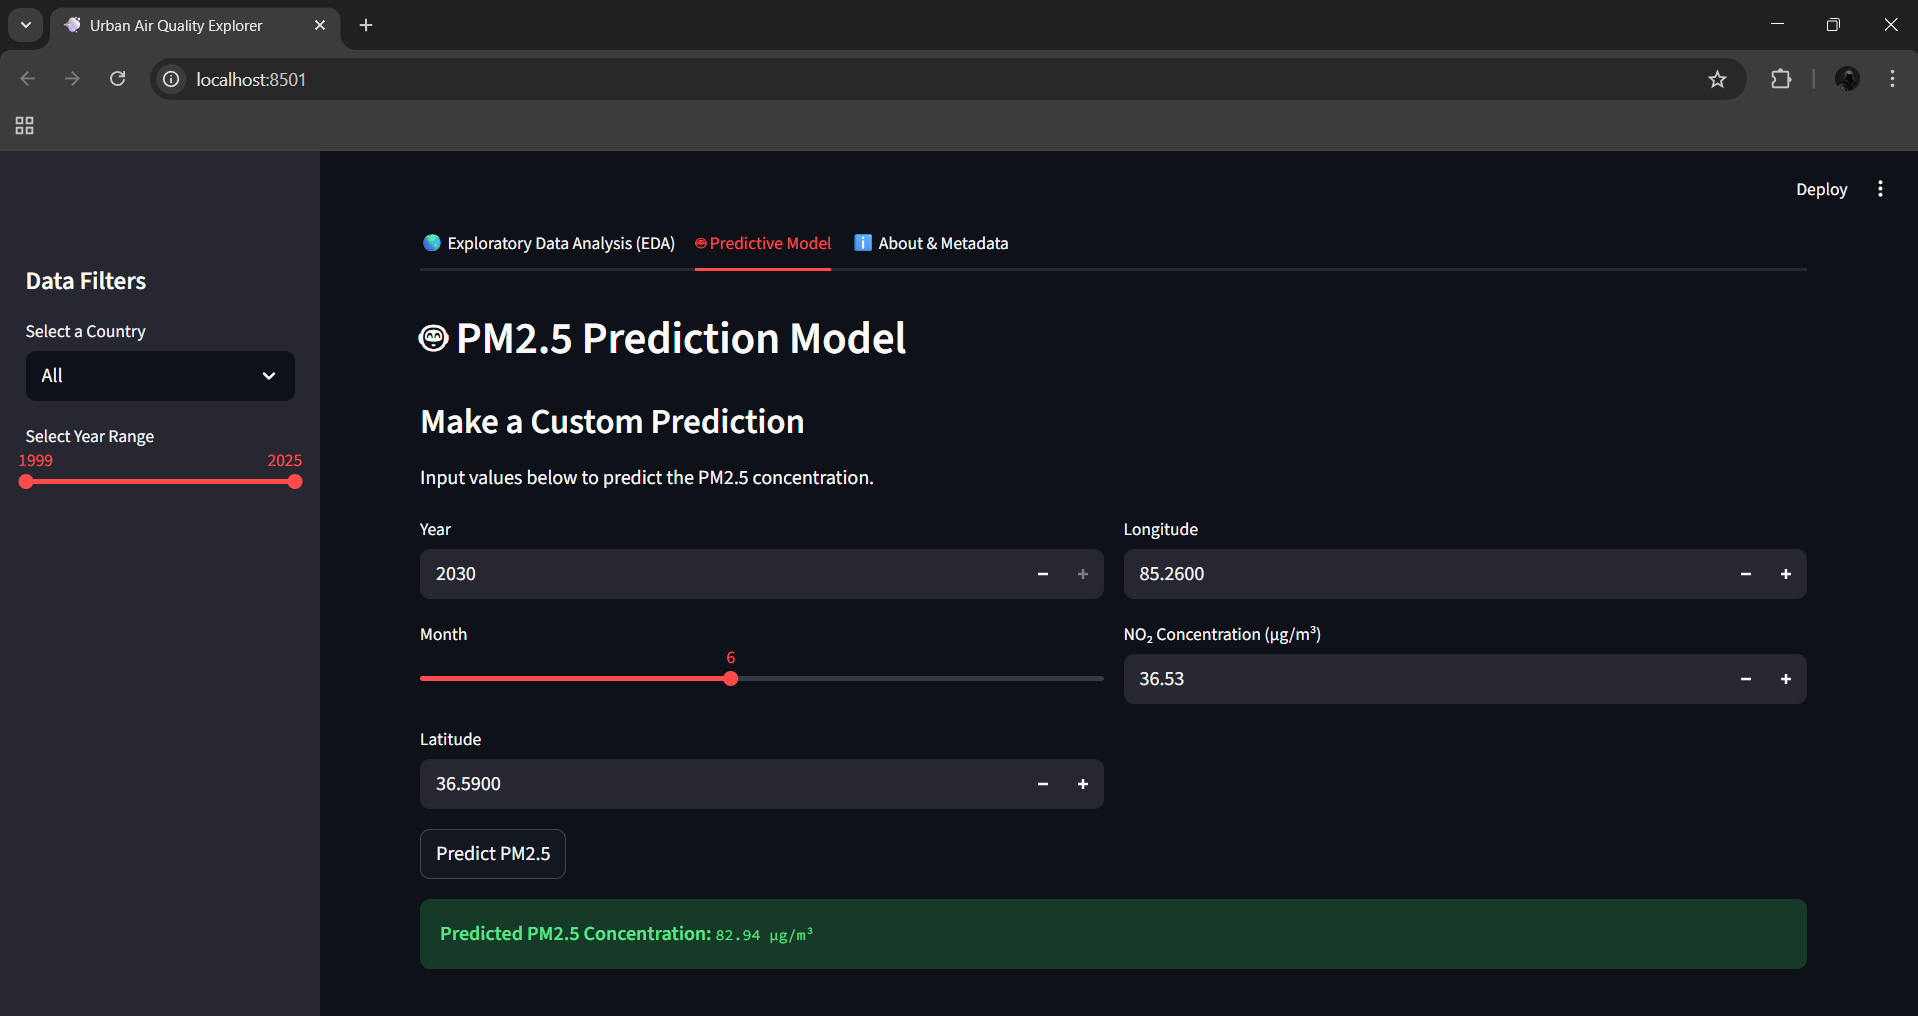 Urban Air Quality Explorer
localhost:8501
Deploy
Data Filters
Select a Country
All
Select Year Range
1999 2025
Exploratory Data Analysis (EDA) Predictive Model About & Metadata
PM2.5 Prediction Model
Make a Custom Prediction
Input values below to predict the PM2.5 concentration.
Year
2030
Longitude
85.2600
Month
6
NO₂ Concentration (µg/m³)
36.53
Latitude
36.5900
Predict PM2.5
Predicted PM2.5 Concentration: 82.94 µg/m³